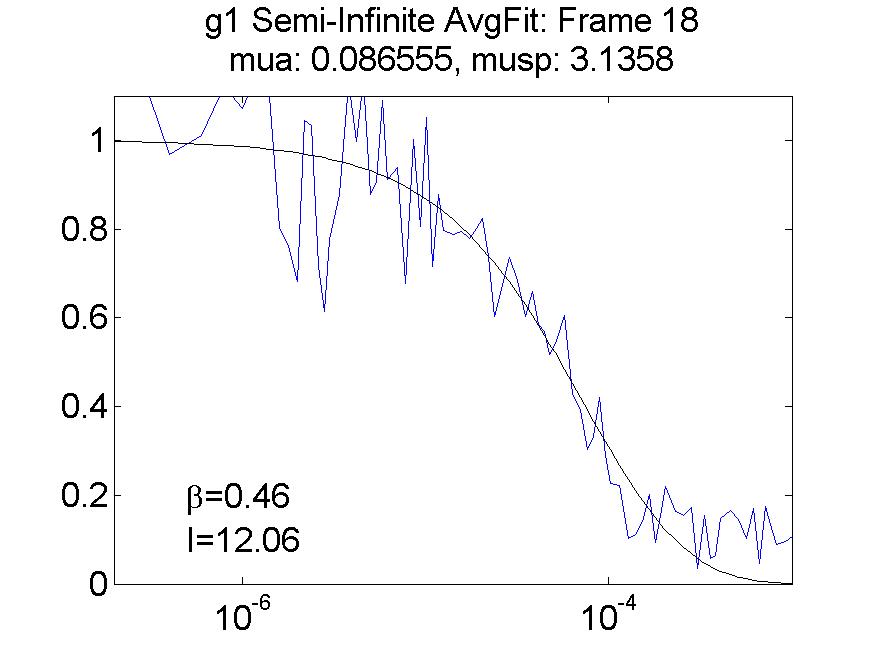 g1 Semi-Infinite AvgFit: Frame 18
mua: 0.086555, musp: 3.1358
1
0.8
0.6
0.4
0.2
0
β=0.46
I=12.06
10^-6
10^-4